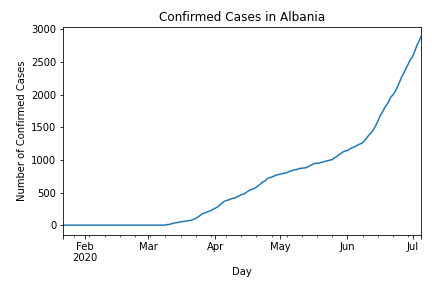 Confirmed Cases in Albania
3000
2500
2000
1500
1000
500
0
Number of Confirmed Cases
Feb Mar Apr May Jun Jul
2020
Day